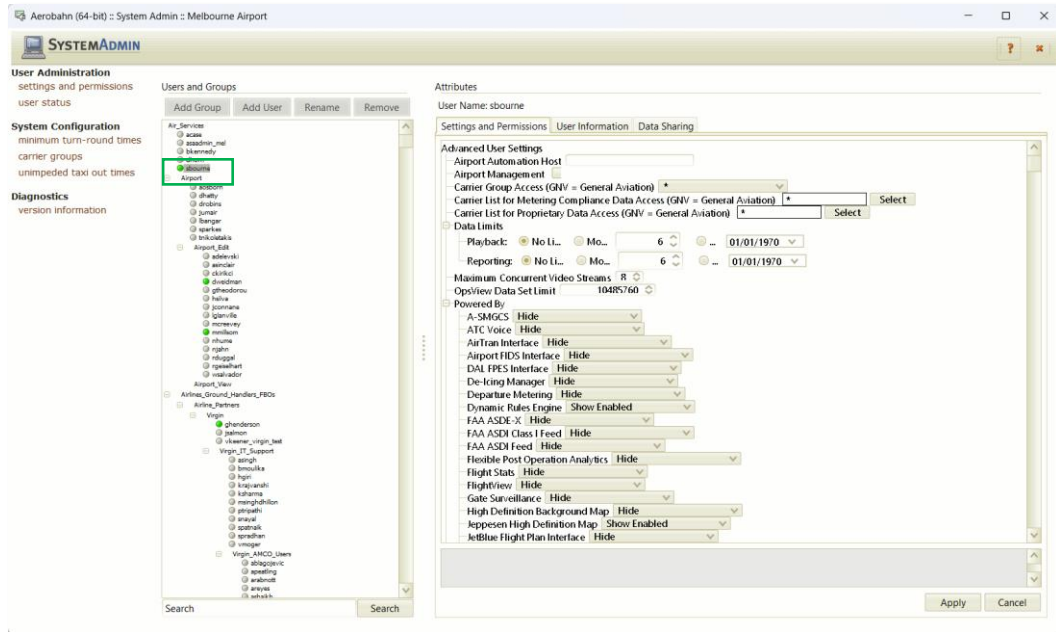 Aerobahn (64-bit) :: System Admin :: Melbourne Airport
SYSTEMADMIN
?
User Administration
settings and permissions
user status
System Configuration
minimum turn-round times
carrier groups
unimpeded taxi out times
Diagnostics
version information
Users and Groups
Add Group Add User Rename Remove
Air_Services
acase
asaadmin_mel
bkennedy
sbourne
Airport
aosborn
dhatty
drobins
jumair
lbangar
sparkes
tnikoletakis
Airport_Edit
adelevski
asinclair
ckirikci
dweidman
gtheodorou
hsilva
jconnans
lglanville
mcreevey
mmillsom
nhume
njahn
rduggal
rgeiselhart
wsalvador
Airport_View
Airlines_Ground_Handlers_FBOs
Airline_Partners
Virgin
ghenderson
jsalmon
vkeener_virgin_test
Virgin_IT_Support
asingh
bmoulika
hgiri
krajvanshi
ksharma
msinghdhillon
ptripathi
snayal
spatnaik
spradhan
vmogar
Virgin_AMCO_Users
ablagojevic
apeatling
arabnott
areyes
Search Search
Attributes
User Name: sbourne
Settings and Permissions User Information Data Sharing
Advanced User Settings
Airport Automation Host
Airport Management
Carrier Group Access (GNV = General Aviation) *
Carrier List for Metering Compliance Data Access (GNV = General Aviation) * Select
Carrier List for Proprietary Data Access (GNV = General Aviation) * Select
Data Limits
Playback: No Li... Mo... 6 ... 01/01/1970
Reporting: No Li... Mo... 6 ... 01/01/1970
Maximum Concurrent Video Streams 8
OpsView Data Set Limit 10485760
Powered By
A-SMGCS Hide
ATC Voice Hide
AirTran Interface Hide
Airport FIDS Interface Hide
DAL FPES Interface Hide
De-Icing Manager Hide
Departure Metering Hide
Dynamic Rules Engine Show Enabled
FAA ASDE-X Hide
FAA ASDI Class I Feed Hide
FAA ASDI Feed Hide
Flexible Post Operation Analytics Hide
Flight Stats Hide
FlightView Hide
Gate Surveillance Hide
High Definition Background Map Hide
Jeppesen High Definition Map Show Enabled
JetBlue Flight Plan Interface Hide
Apply Cancel